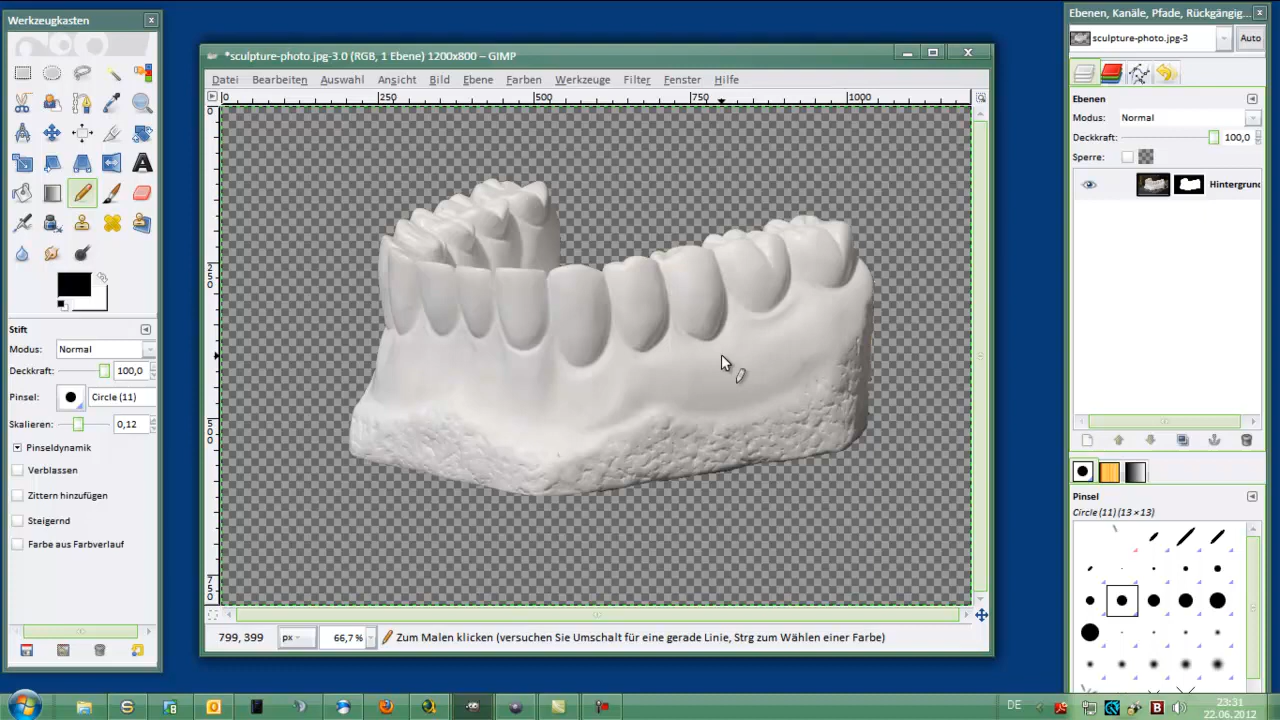 Werkzeugkasten
*sculpture-photo.jpg-3.0 (RGB, 1 Ebene) 1200x800 – GIMP
Datei Bearbeiten Auswahl Ebene Farben Werkzeuge Filter Fenster Hilfe
0 250 500 750 1000
0
250
500
750
Stift
Modus: Normal
Deckkraft: 100,0
Pinsel: Circle (11)
Skalieren: 0,12
Pinseldynamik
Verblassen
Zittern hinzufügen
Steigernd
Farbe aus Farbverlauf
799, 399 px 66,7 % Zum Malen klicken (versuchen Sie Umschalt für eine gerade Linie, Strg zum Wählen einer Farbe)
Ebenen, Kanäle, Pfade, Rückgängig...
sculpture-photo.jpg-3 Auto
Ebenen
Modus: Normal
Deckkraft: 100,0
Sperre:
Hintergrund
Pinsel
Circle (11) (13 × 13)
DE 23:31
22.06.2012